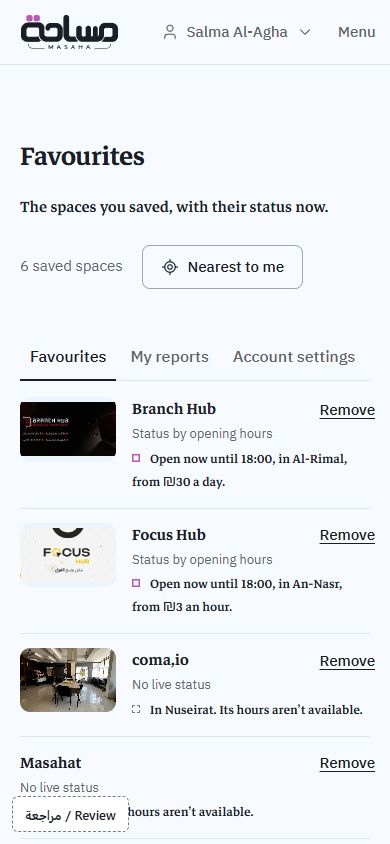 مساحة
MASAHA
Salma Al-Agha
Menu
Favourites
The spaces you saved, with their status now.
6 saved spaces
Nearest to me
Favourites
My reports
Account settings
BRANCH HUB
Branch Hub
Remove
Status by opening hours
Open now until 18:00, in Al-Rimal,
from ₪30 a day.
FOCUS
HUB
Focus Hub
Remove
Status by opening hours
Open now until 18:00, in An-Nasr,
from ₪3 an hour.
coma,io
Remove
No live status
In Nuseirat. Its hours aren’t available.
Masahat
Remove
No live status
hours aren’t available.
مراجعة / Review